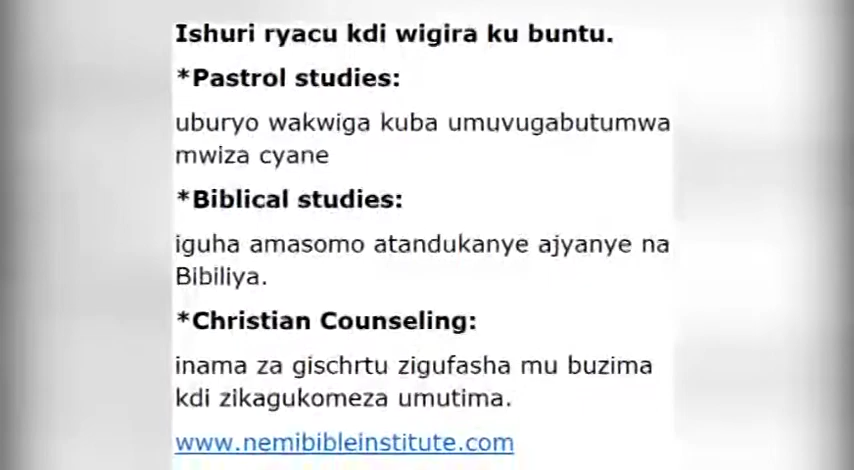 Ishuri ryacu kdi wigira ku buntu.
*Pastrol studies:
uburyo wakwiga kuba umuvugabutumwa
mwiza cyane
*Biblical studies:
iguha amasomo atandukanye ajyanye na
Bibiliya.
*Christian Counseling:
inama za gischrtu zigufasha mu buzima
kdi zikagukomeza umutima.
www.nemibibleinstitute.com